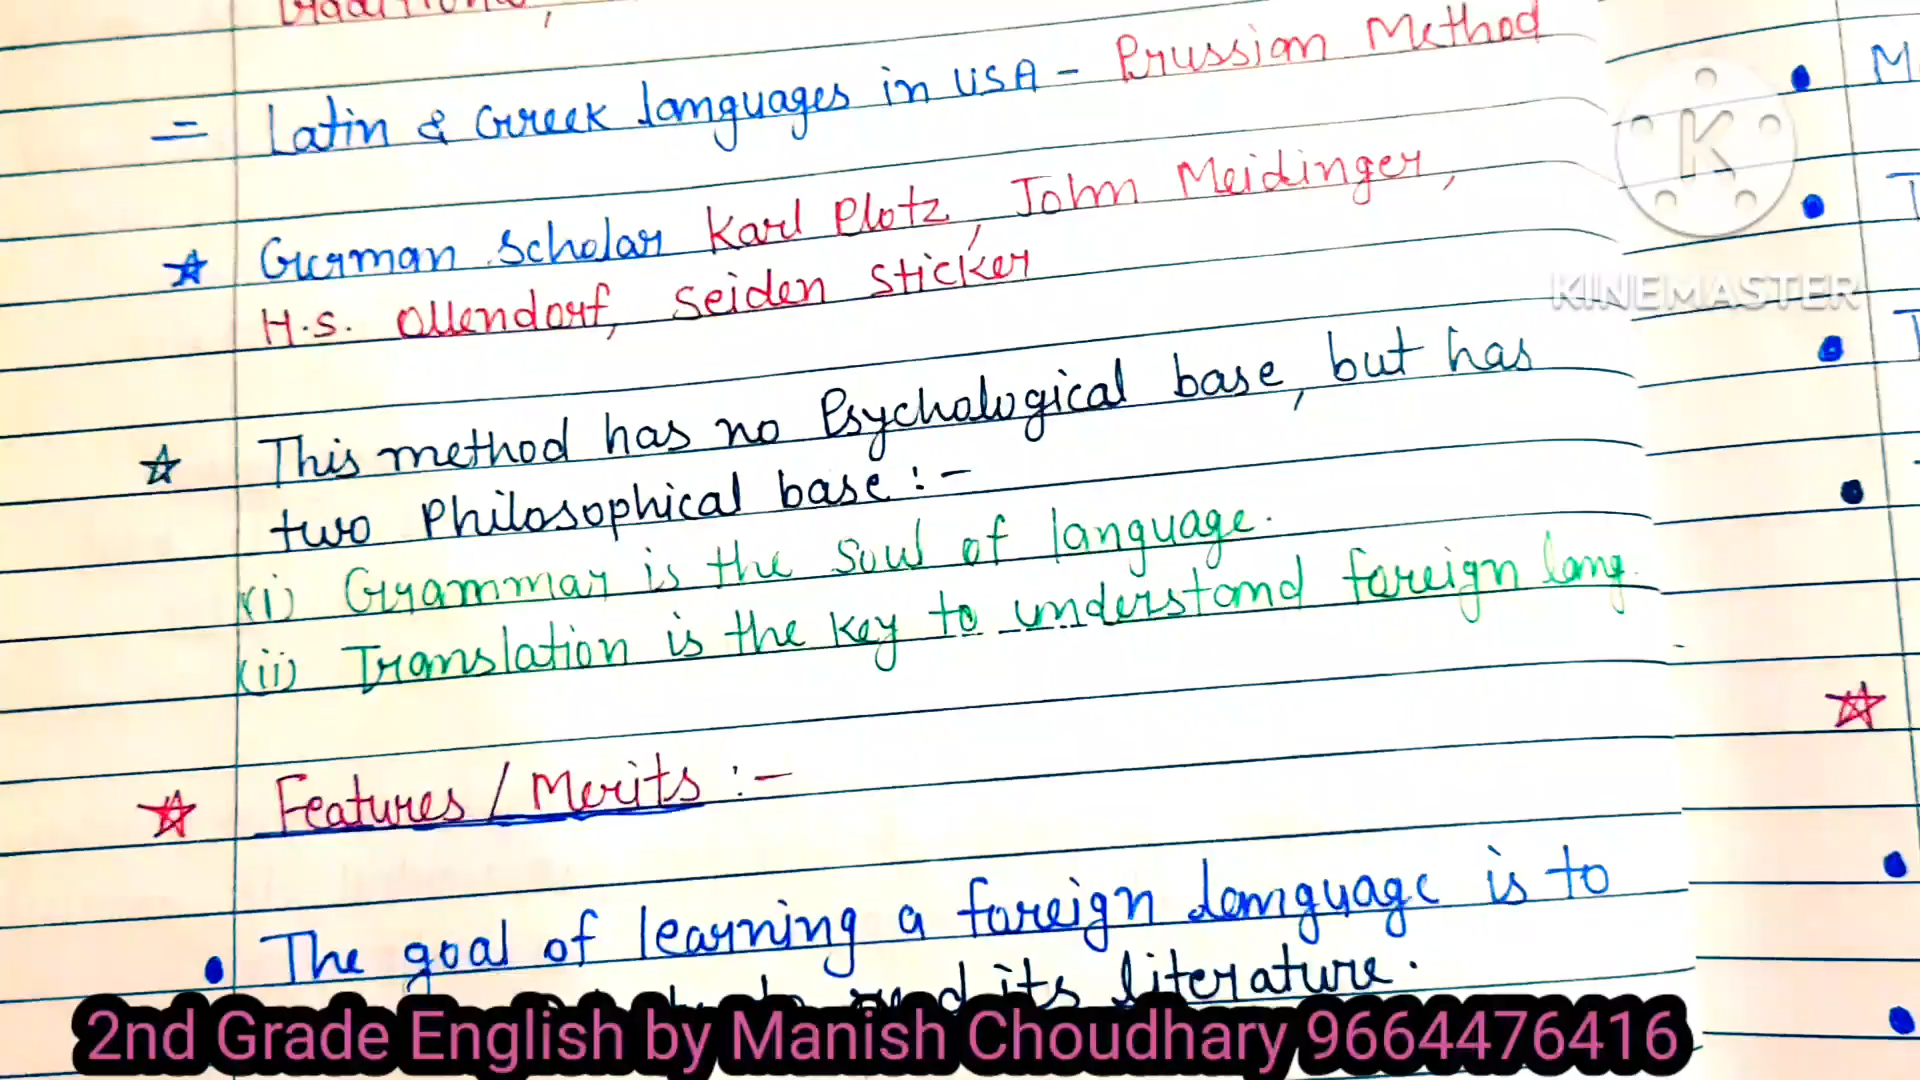 = Latin & Greek languages in USA - Prussian Method
German scholar Karl Plotz, John Meidinger,
H.S. Ollendorf, Seiden Sticker
This method has no Psychological base, but has
two Philosophical base :-
(i) Grammar is the Soul of language.
(ii) Translation is the key to understand foreign lang.
Features / Merits :-
The goal of learning a foreign language is to
read its literature.
K
KINEMASTER
2nd Grade English by Manish Choudhary 9664476416